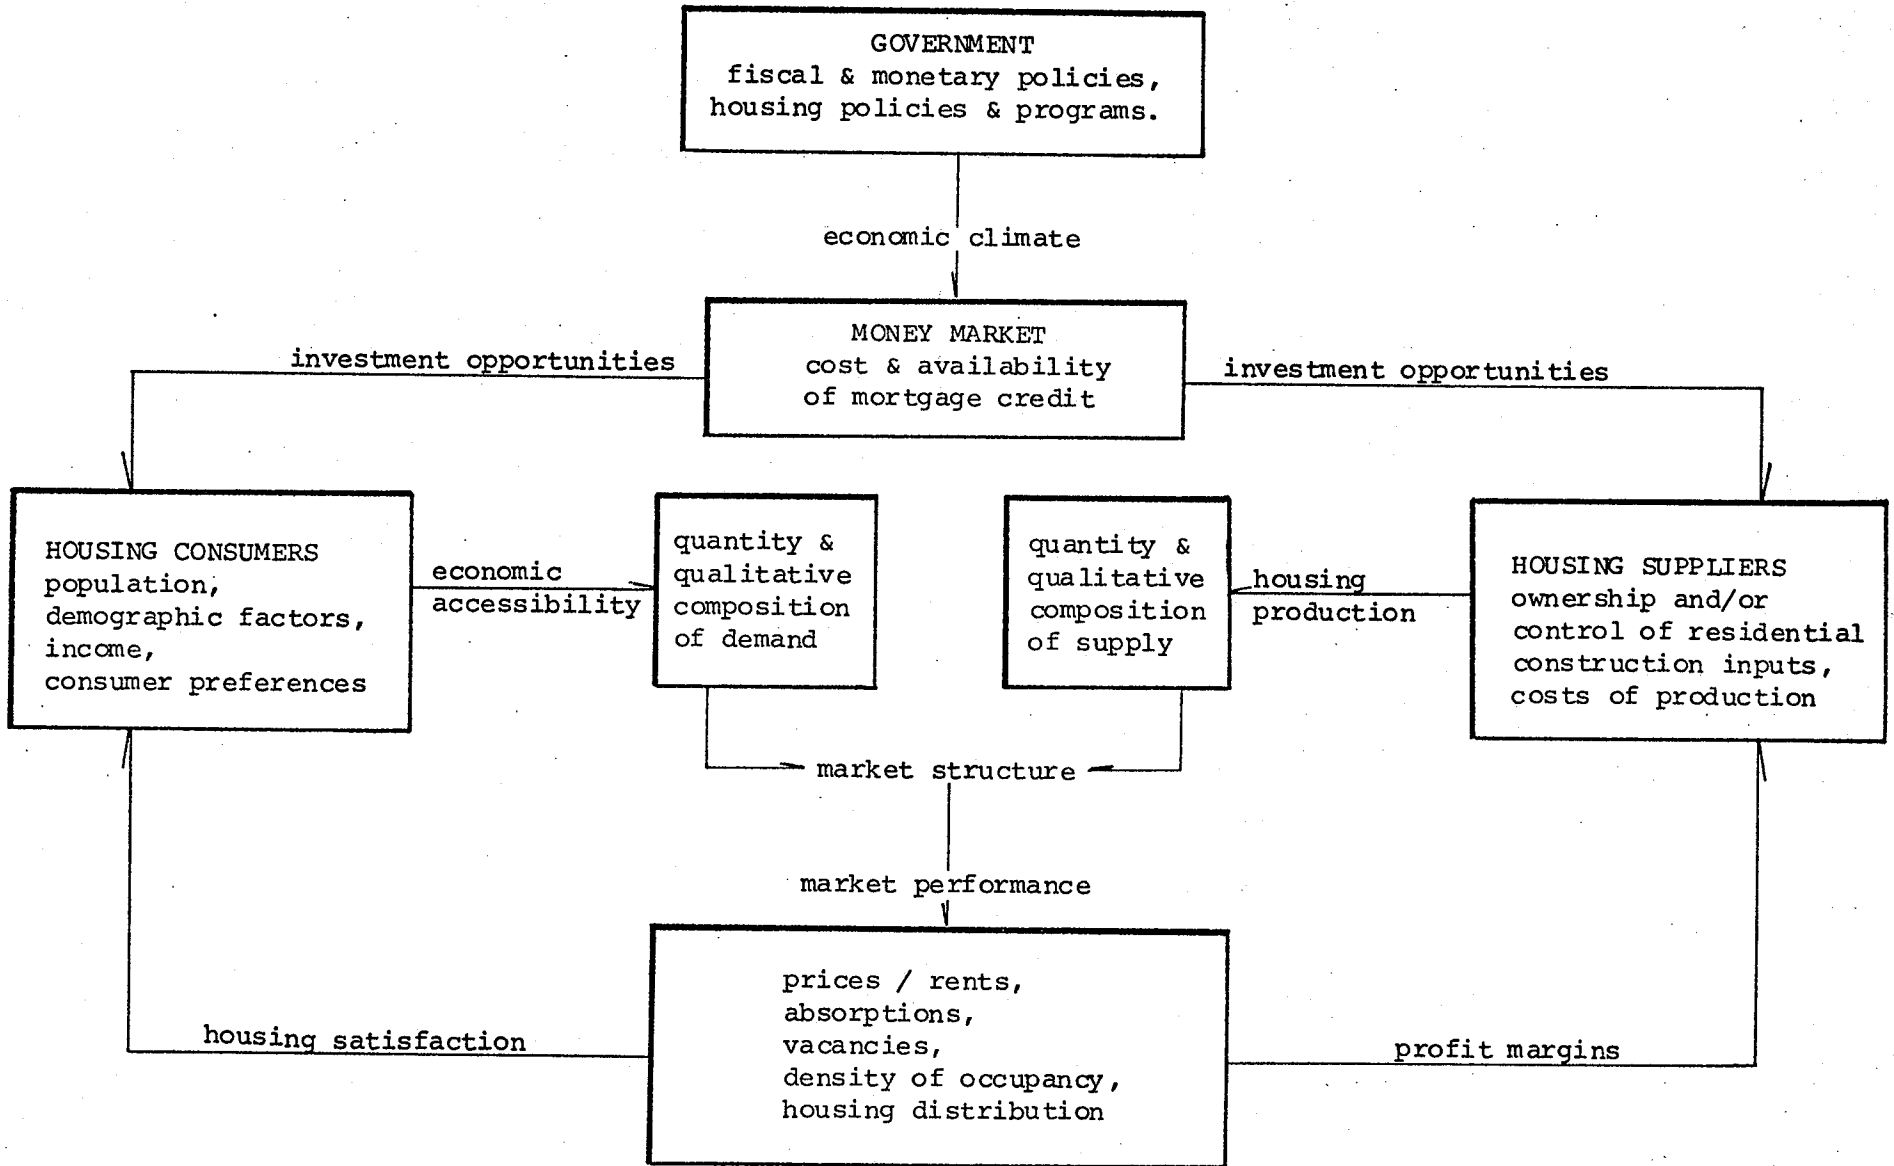 GOVERNMENT
fiscal & monetary policies,
housing policies & programs.
economic climate
MONEY MARKET
cost & availability
of mortgage credit
investment opportunities
investment opportunities
HOUSING CONSUMERS
population,
demographic factors,
income,
consumer preferences
economic
accessibility
quantity &
qualitative
composition
of demand
quantity &
qualitative
composition
of supply
housing
production
HOUSING SUPPLIERS
ownership and/or
control of residential
construction inputs,
costs of production
market structure
market performance
prices / rents,
absorptions,
vacancies,
density of occupancy,
housing distribution
housing satisfaction
profit margins